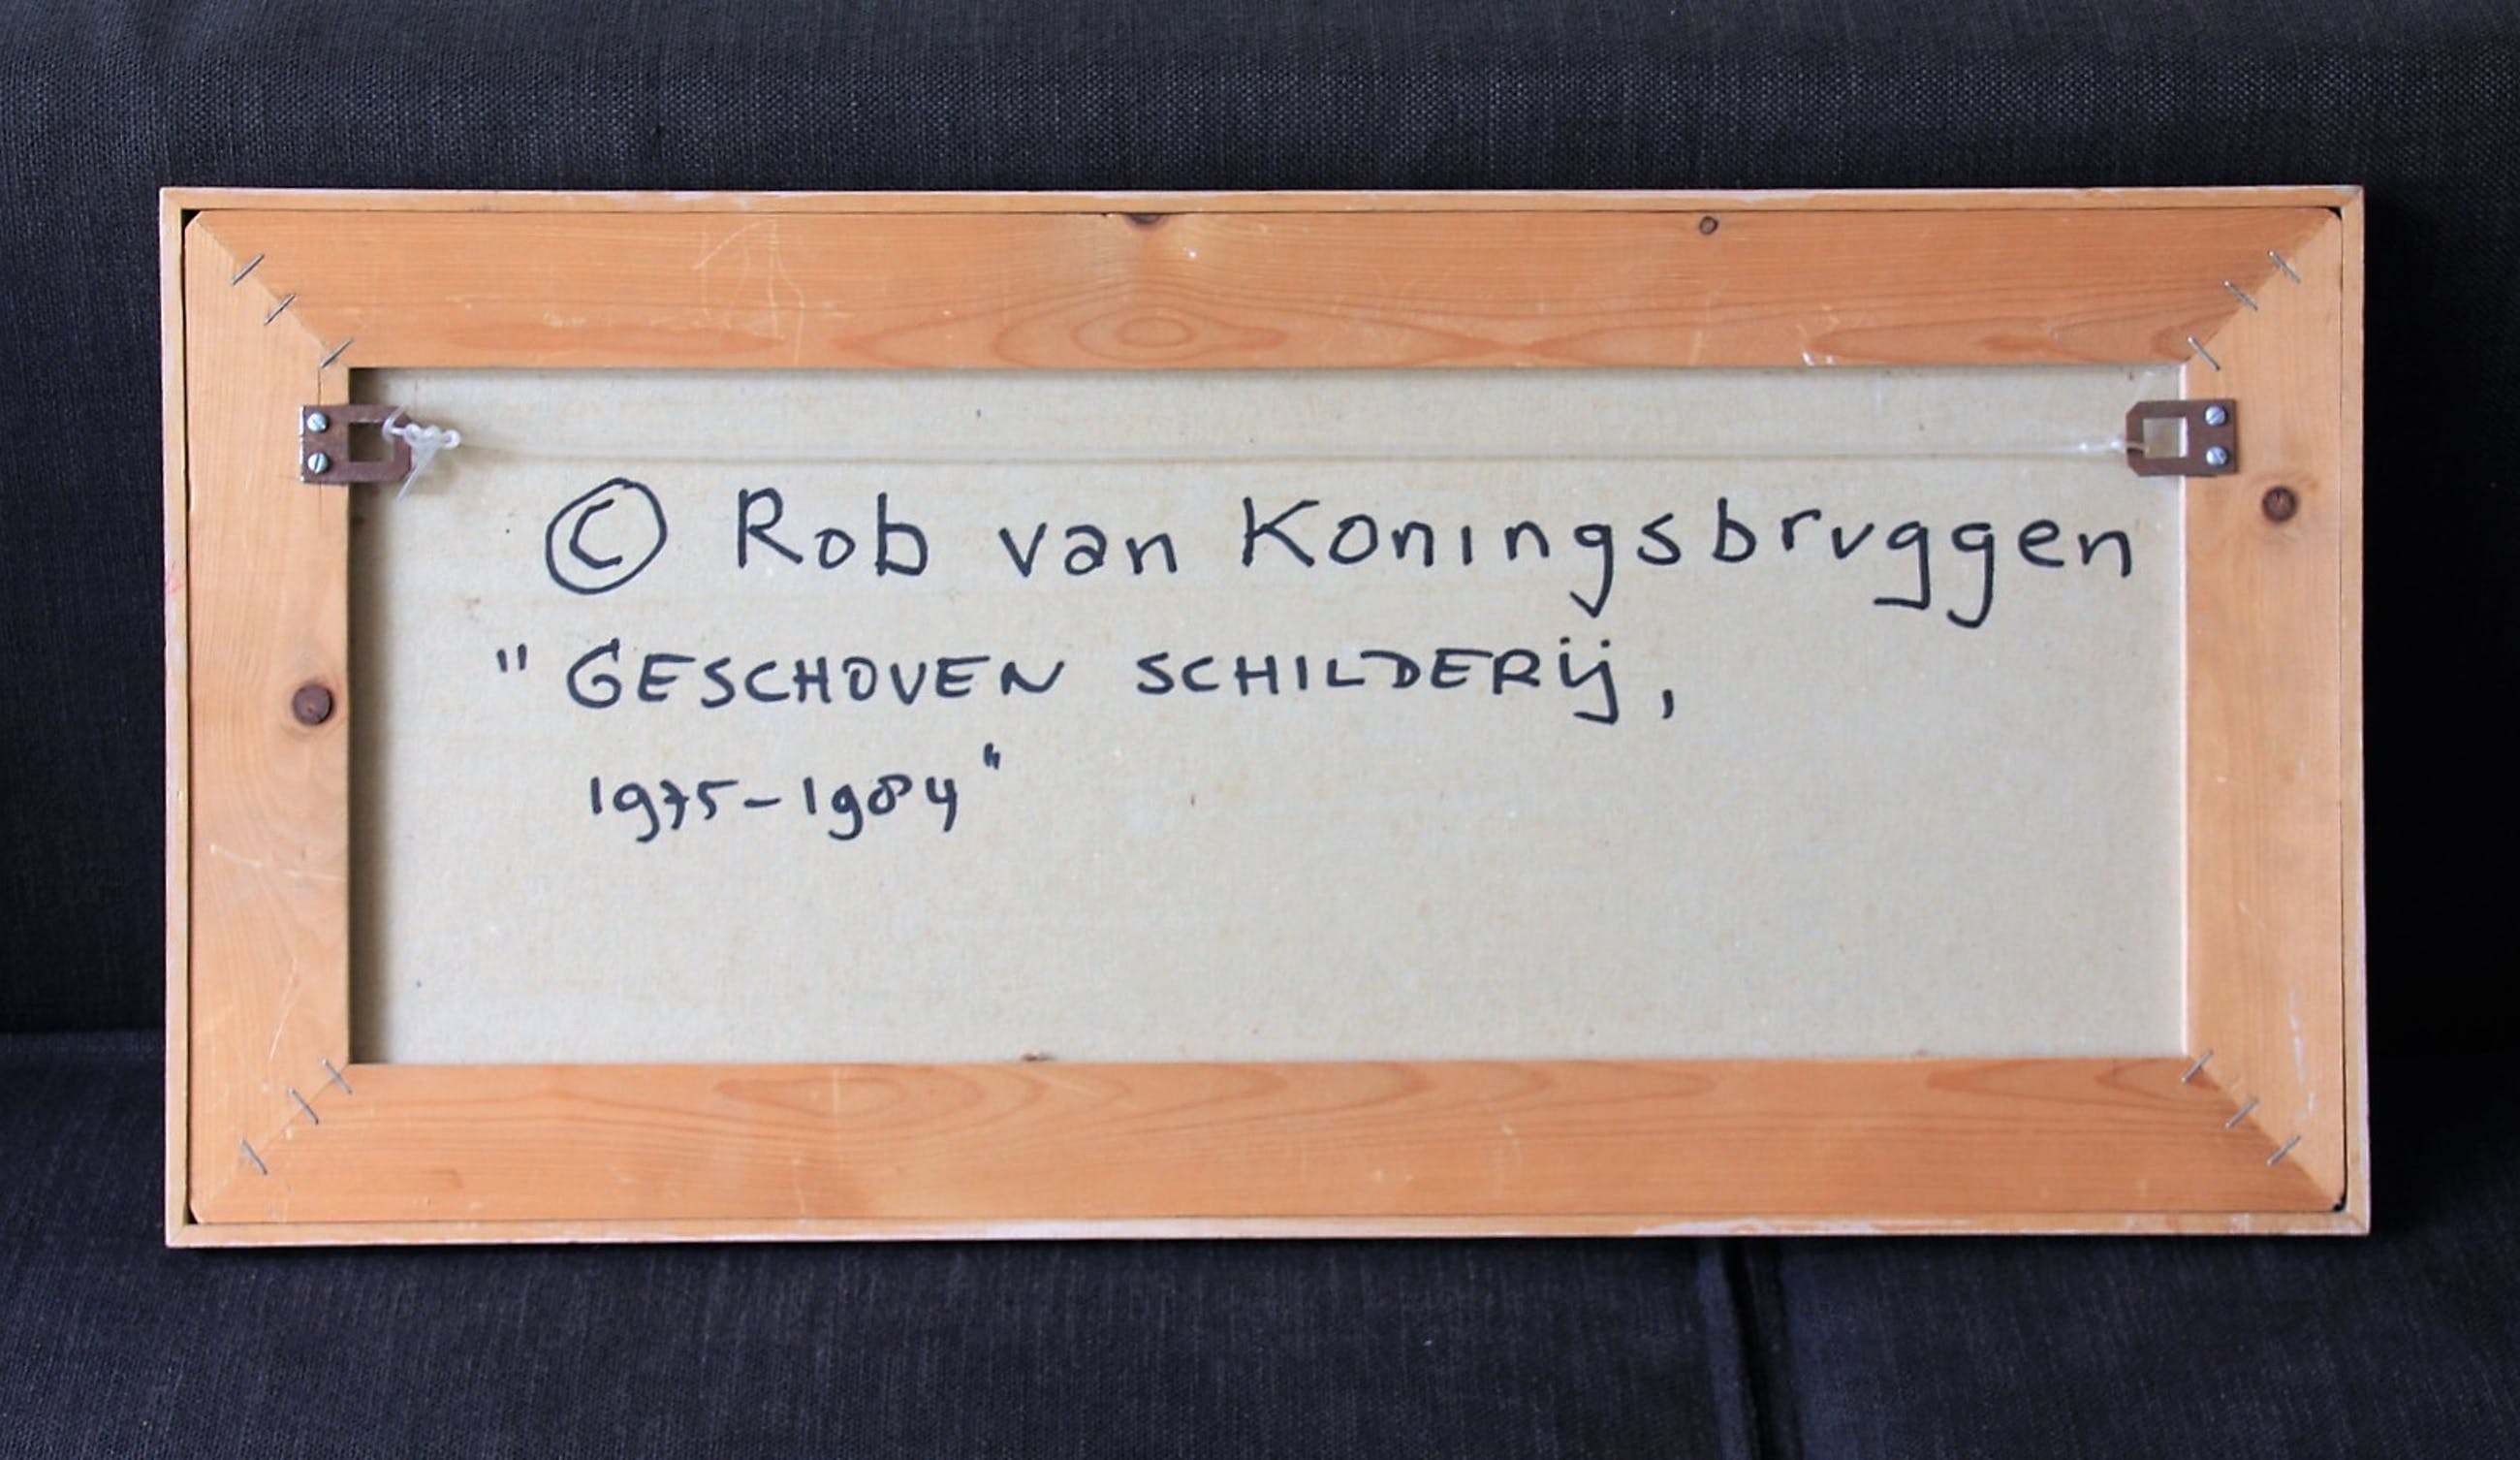 © Rob van Koningsbruggen
" GESCHOVEN SCHILDERij,
1975-1984"